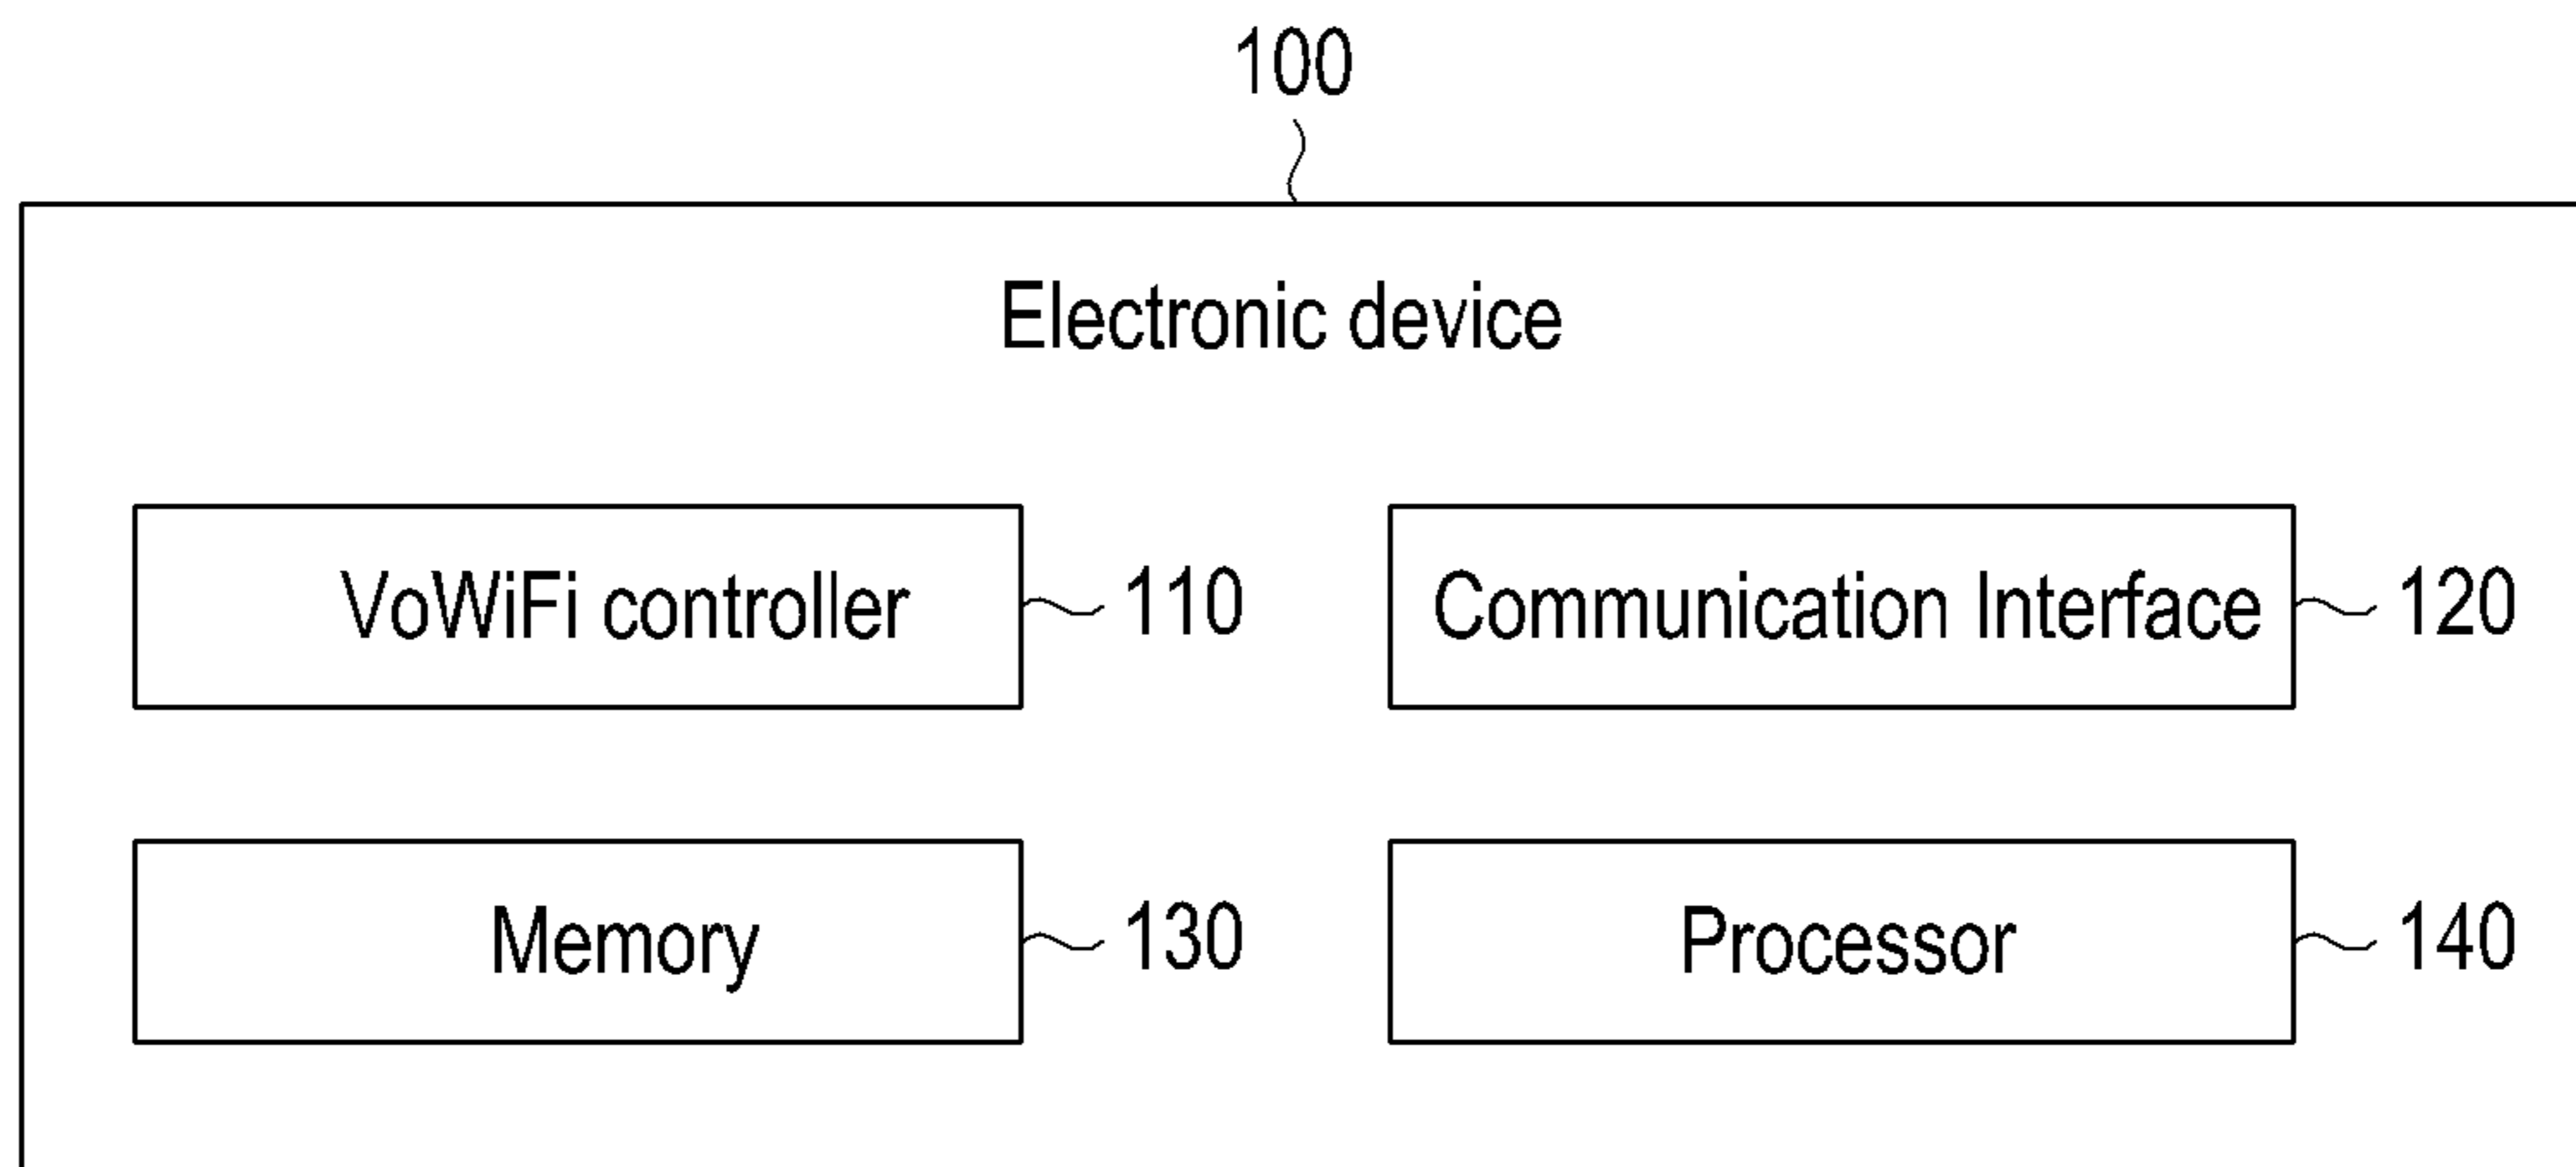 100
Electronic device
VoWiFi controller 110 Communication Interface 120
Memory 130 Processor 140